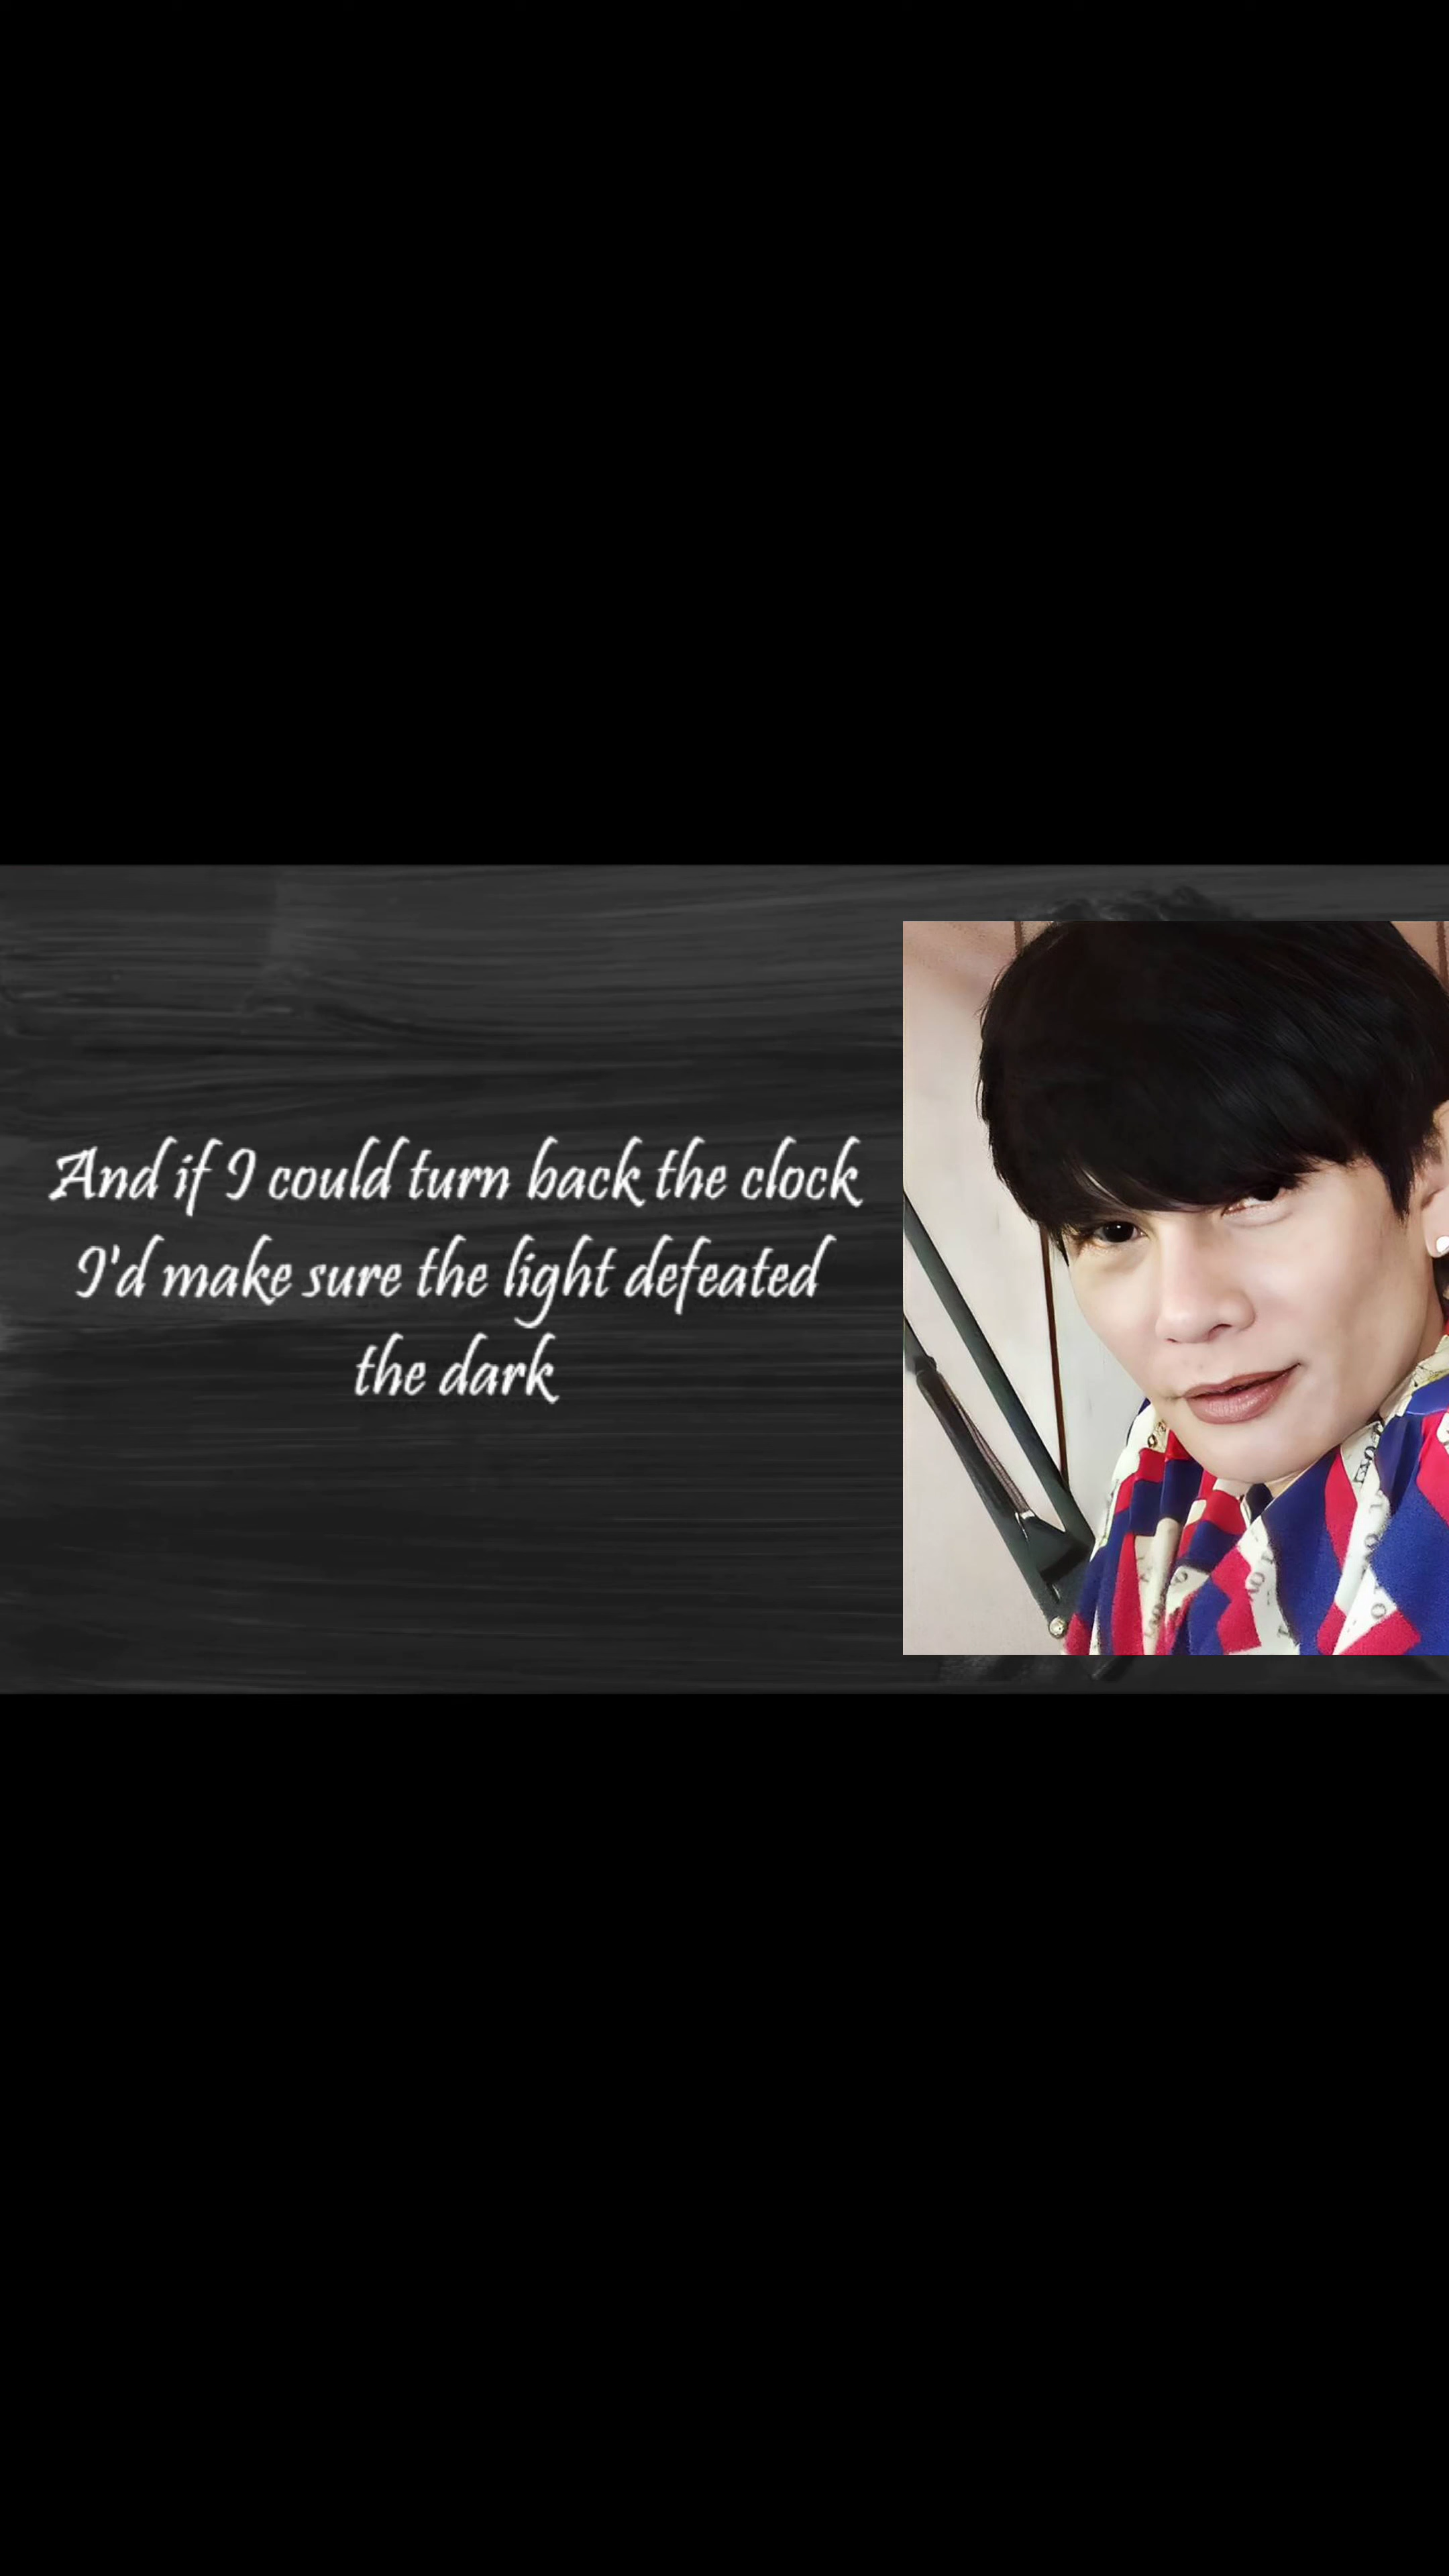 And if I could turn back the clock
I'd make sure the light defeated
the dark